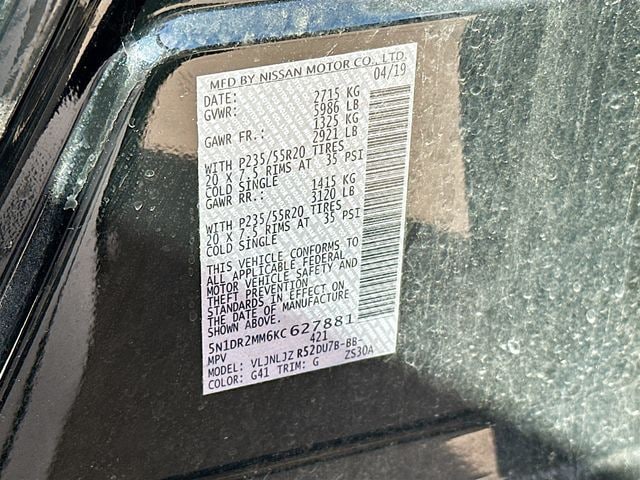 MFD BY NISSAN MOTOR CO., LTD.
DATE: 04/19
GVWR: 2715 KG
5986 LB
GAWR FR.: 1325 KG
2921 LB
WITH P235/55R20 TIRES
20 X 7.5 RIMS AT 35 PSI
COLD SINGLE
GAWR RR.: 1415 KG
3120 LB
WITH P235/55R20 TIRES
20 X 7.5 RIMS AT 35 PSI
COLD SINGLE
THIS VEHICLE CONFORMS TO
ALL APPLICABLE FEDERAL
MOTOR VEHICLE SAFETY AND
THEFT PREVENTION
STANDARDS IN EFFECT ON
THE DATE OF MANUFACTURE
SHOWN ABOVE.
5N1DR2MM6KC627881
MPV 421
MODEL: VLJNLJZ R52DU7B-BB-
COLOR: G41 TRIM: G ZS30A